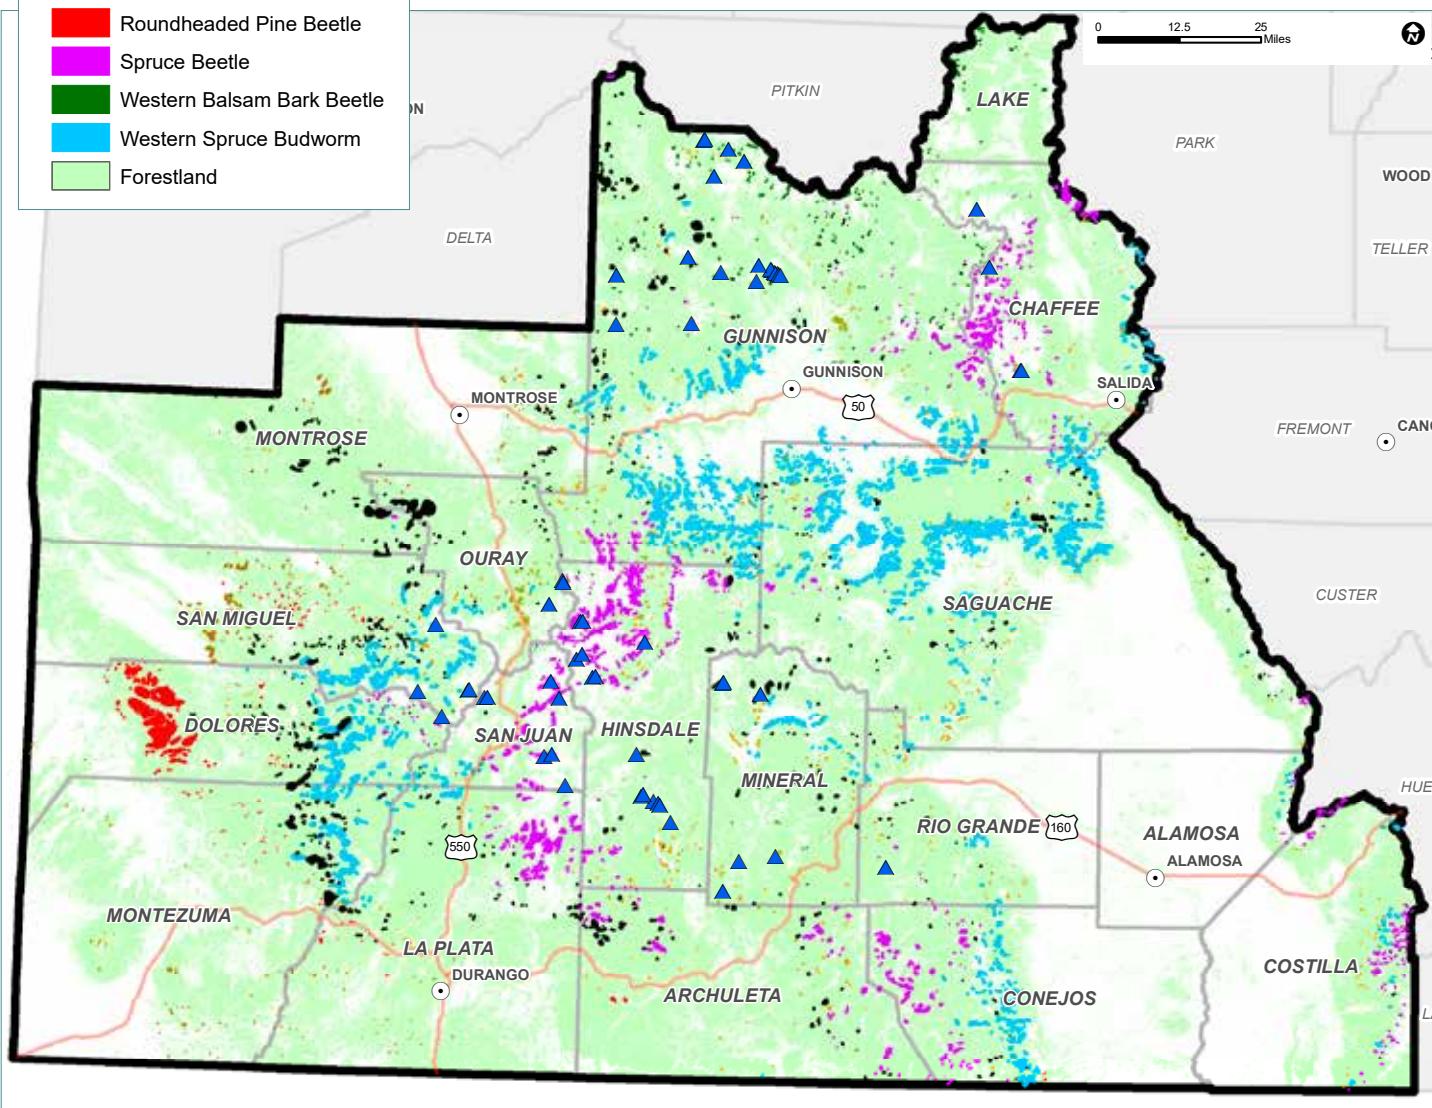 Roundheaded Pine Beetle
Spruce Beetle
Western Balsam Bark Beetle
Western Spruce Budworm
Forestland
0 12.5 25
Miles
N
PITKIN
LAKE
PARK
WOOD
DELTA
TELLER
CHAFFEE
GUNNISON
GUNNISON
SALIDA
MONTROSE
50
FREMONT
MONTROSE
OURAY
SAGUACHE
CUSTER
SAN MIGUEL
DOLORES
SAN JUAN
HINSDALE
MINERAL
HUE
RIO GRANDE
160
ALAMOSA
550
ALAMOSA
MONTEZUMA
LA PLATA
DURANGO
COSTILLA
ARCHULETA
CONEJOS